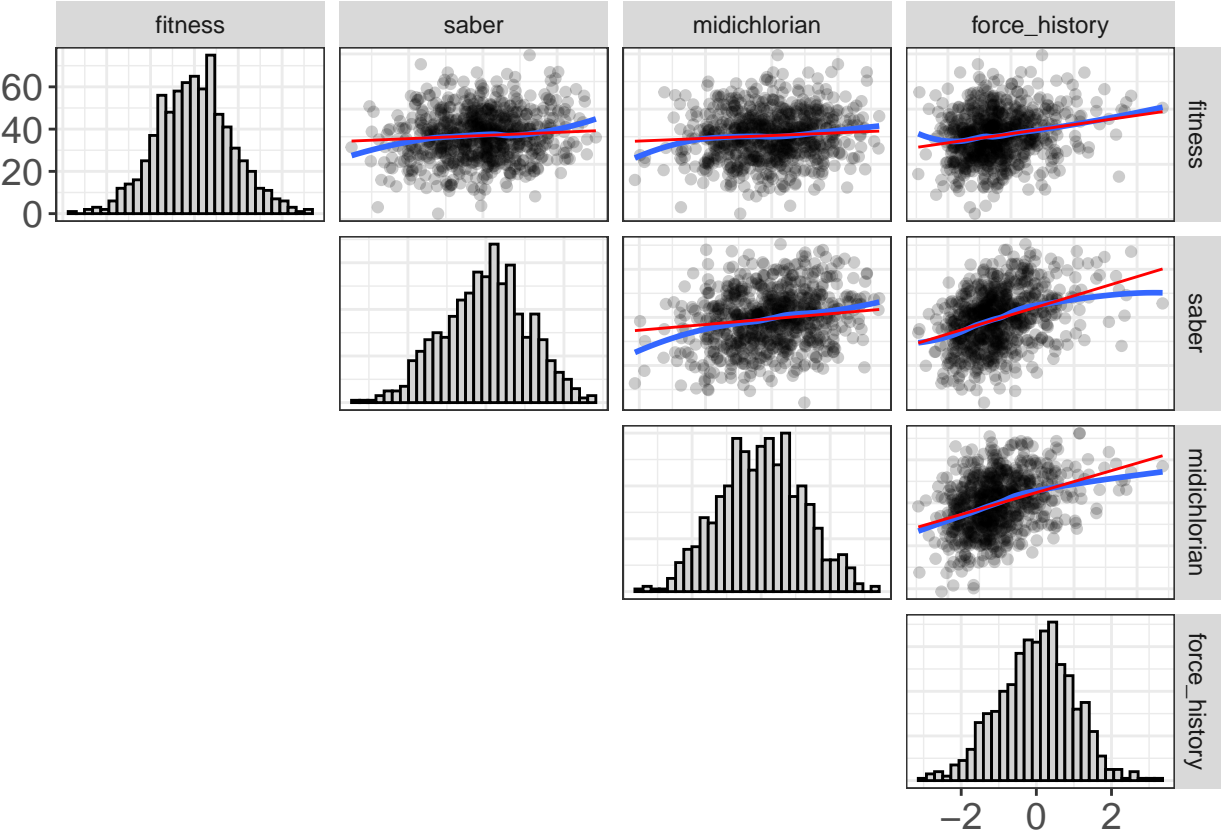 fitness saber midichlorian force_history
60
40
20
0
fitness
saber
midichlorian
force_history
−2 0 2